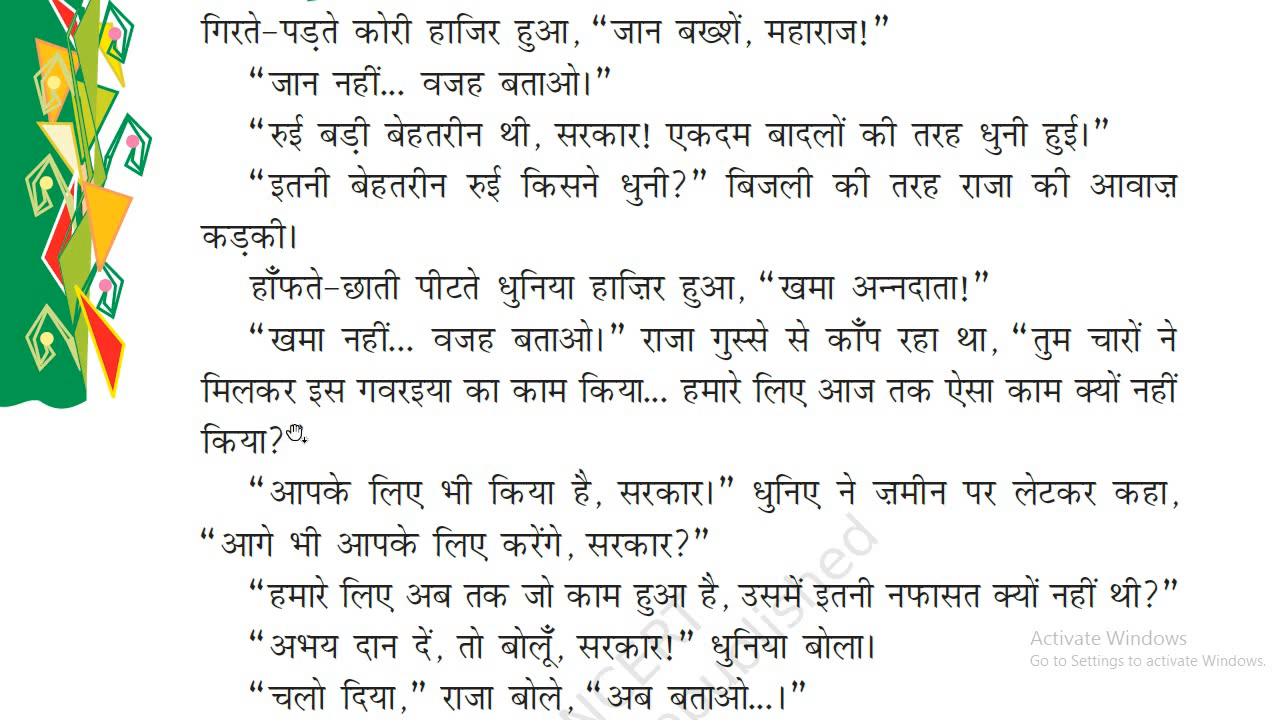 गिरते-पड़ते कोरी हाजिर हुआ, “जान बख्शें, महाराज!”
“जान नहीं... वजह बताओ।”
“रुई बड़ी बेहतरीन थी, सरकार! एकदम बादलों की तरह धुनी हुई।”
“इतनी बेहतरीन रुई किसने धुनी?” बिजली की तरह राजा की आवाज़
कड़की।
हाँफते-छाती पीटते धुनिया हाज़िर हुआ, “खमा अन्नदाता!”
“खमा नहीं... वजह बताओ।” राजा गुस्से से काँप रहा था, “तुम चारों ने
मिलकर इस गवरइया का काम किया... हमारे लिए आज तक ऐसा काम क्यों नहीं
किया?
“आपके लिए भी किया है, सरकार।” धुनिए ने ज़मीन पर लेटकर कहा,
“आगे भी आपके लिए करेंगे, सरकार?”
“हमारे लिए अब तक जो काम हुआ है, उसमें इतनी नफासत क्यों नहीं थी?”
“अभय दान दें, तो बोलूँ, सरकार!” धुनिया बोला।
“चलो दिया,” राजा बोले, “अब बताओ...।”
NCERT
republished
Activate Windows
Go to Settings to activate Windows.